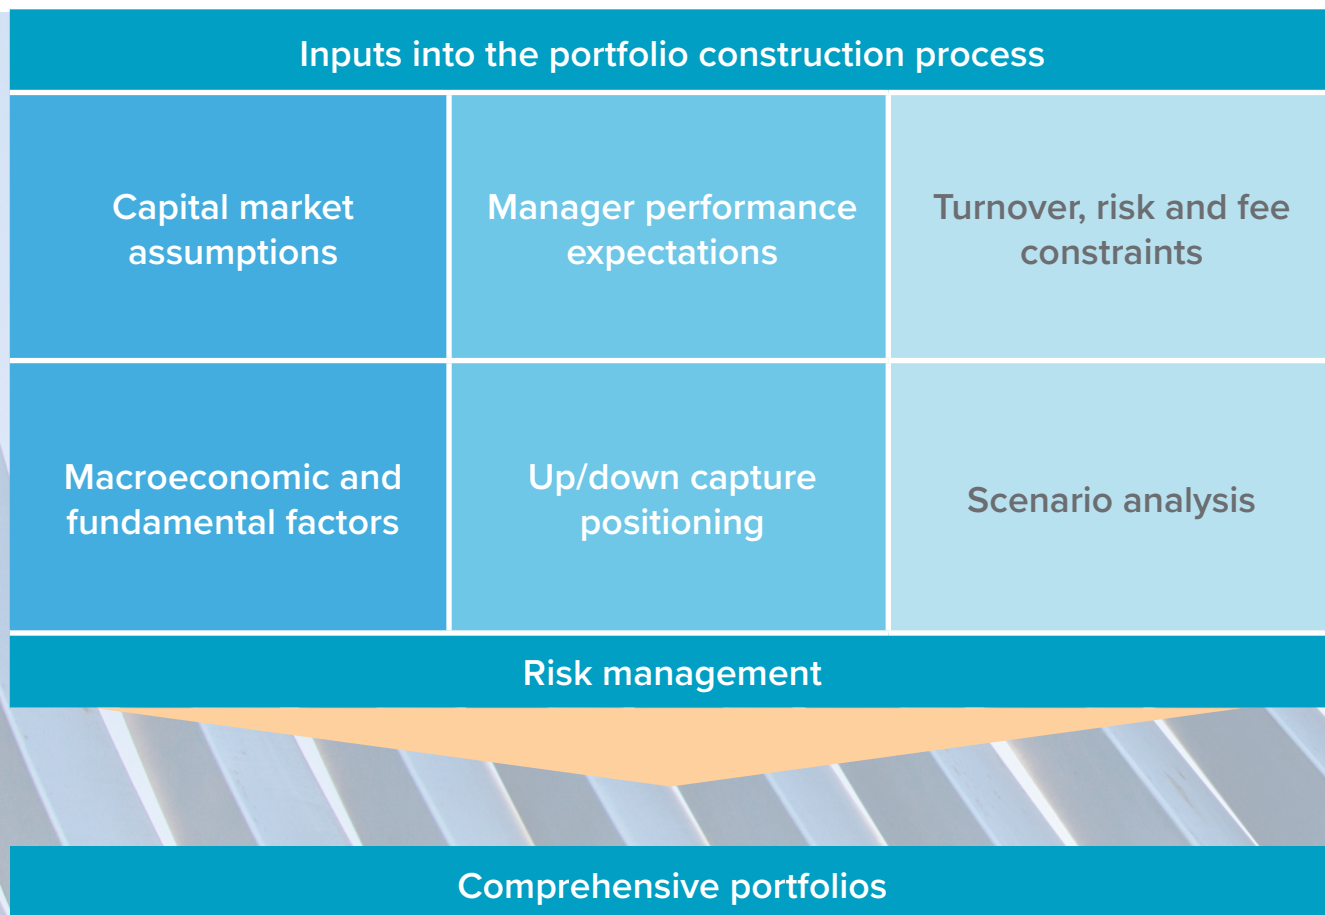 Inputs into the portfolio construction process
Capital market
assumptions
Manager performance
expectations
Turnover, risk and fee
constraints
Macroeconomic and
fundamental factors
Up/down capture
positioning
Scenario analysis
Risk management
Comprehensive portfolios